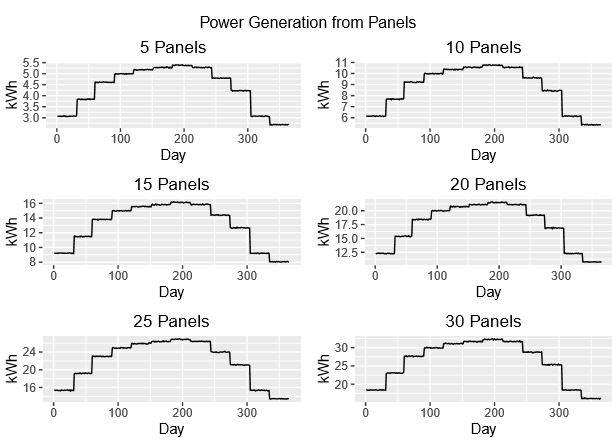 Power Generation from Panels
5 Panels
kWh
5.5
5.0
4.5
4.0
3.5
3.0
0 100 200 300
Day
10 Panels
kWh
11
10
9
8
7
6
0 100 200 300
Day
15 Panels
kWh
16
14
12
10
8
0 100 200 300
Day
20 Panels
kWh
20.0
17.5
15.0
12.5
0 100 200 300
Day
25 Panels
kWh
24
20
16
0 100 200 300
Day
30 Panels
kWh
30
25
20
0 100 200 300
Day